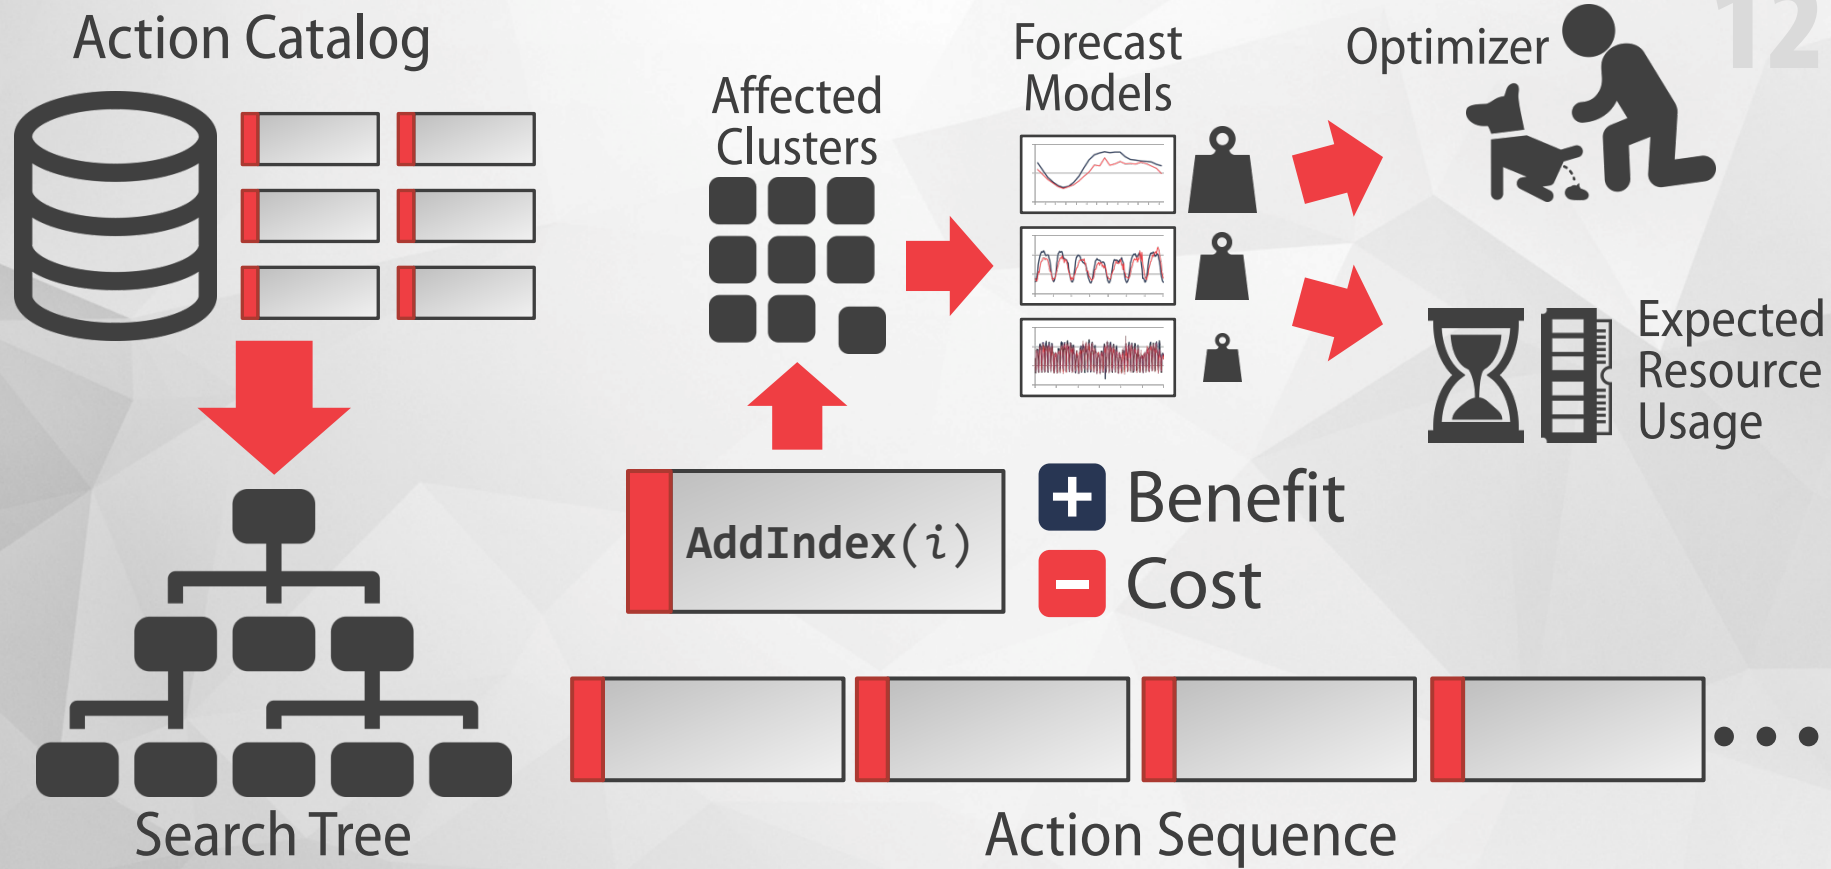 12
Action Catalog
Affected
Clusters
Forecast
Models
Optimizer
Expected
Resource
Usage
AddIndex(i)
+ Benefit
- Cost
Search Tree
Action Sequence